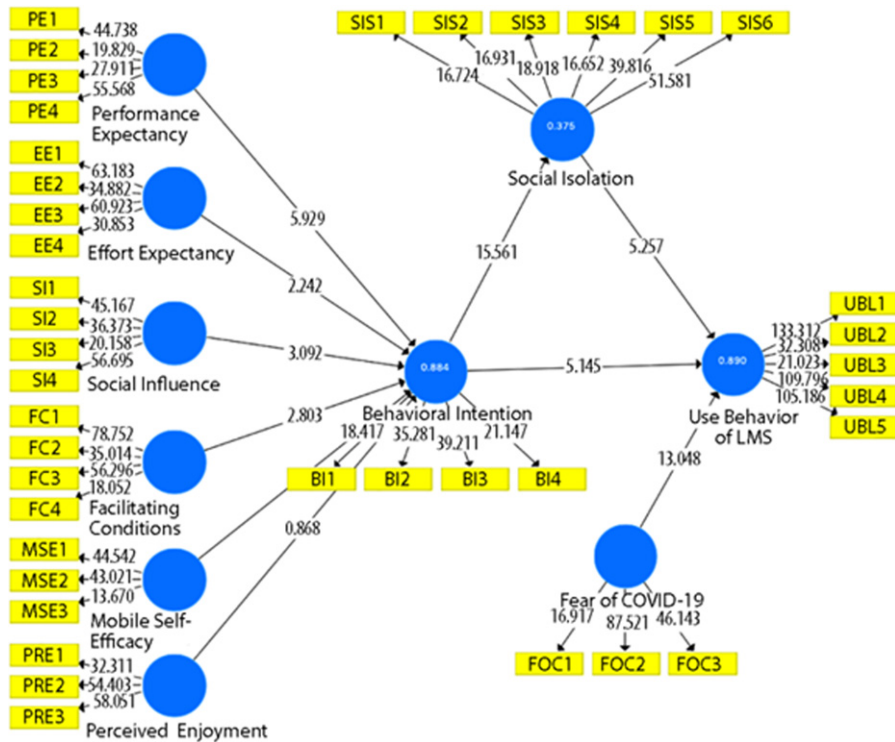 PE1
44.738
PE2
19.829
PE3
27.911
PE4
55.568
Performance
Expectancy
EE1
63.183
EE2
34.882
EE3
60.923
EE4
30.853
Effort Expectancy
SI1
45.167
SI2
36.373
SI3
20.158
SI4
56.695
Social Influence
FC1
78.752
FC2
35.014
FC3
56.296
FC4
18.052
Facilitating
Conditions
MSE1
44.542
MSE2
43.021
MSE3
13.670
Mobile Self-
Efficacy
PRE1
32.311
PRE2
54.403
PRE3
58.051
Perceived Enjoyment
5.929
2.242
3.092
2.803
0.868
SIS1 SIS2 SIS3 SIS4 SIS5 SIS6
16.724 16.931 18.918 16.652 39.816 51.581
0.375
Social Isolation
15.561
5.257
0.884
Behavioral Intention
5.145
18.417 35.281 39.211 21.147
BI1 BI2 BI3 BI4
0.890
Use Behavior
of LMS
133.312
UBL1
32.308
UBL2
21.023
UBL3
109.796
UBL4
105.186
UBL5
13.048
Fear of COVID-19
16.917 87.521 46.143
FOC1 FOC2 FOC3